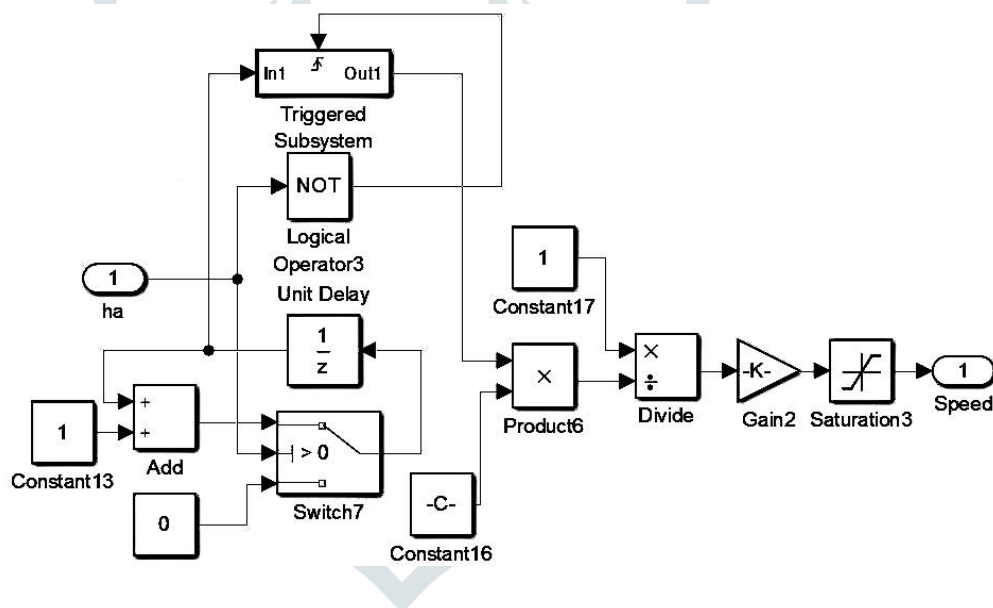 In1 Out1
Triggered
Subsystem
NOT
Logical
Operator3
1
ha
Unit Delay
1
z
1
Constant17
×
÷
Divide
-K-
Gain2
Saturation3
1
Speed
×
Product6
+
+
Add
1
Constant13
> 0
Switch7
0
-C-
Constant16